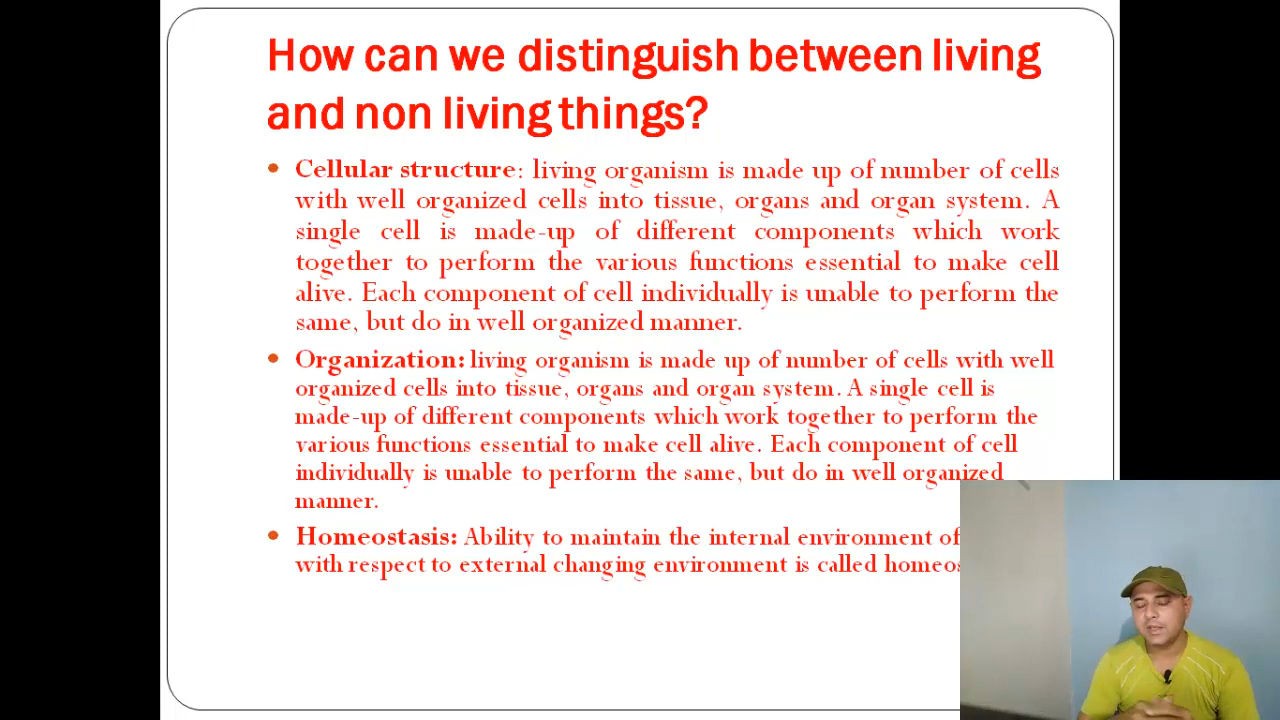 How can we distinguish between living
and non living things?
Cellular structure: living organism is made up of number of cells
with well organized cells into tissue, organs and organ system. A
single cell is made-up of different components which work
together to perform the various functions essential to make cell
alive. Each component of cell individually is unable to perform the
same, but do in well organized manner.
Organization: living organism is made up of number of cells with well
organized cells into tissue, organs and organ system. A single cell is
made-up of different components which work together to perform the
various functions essential to make cell alive. Each component of cell
individually is unable to perform the same, but do in well organized
manner.
Homeostasis: Ability to maintain the internal environment of
with respect to external changing environment is called